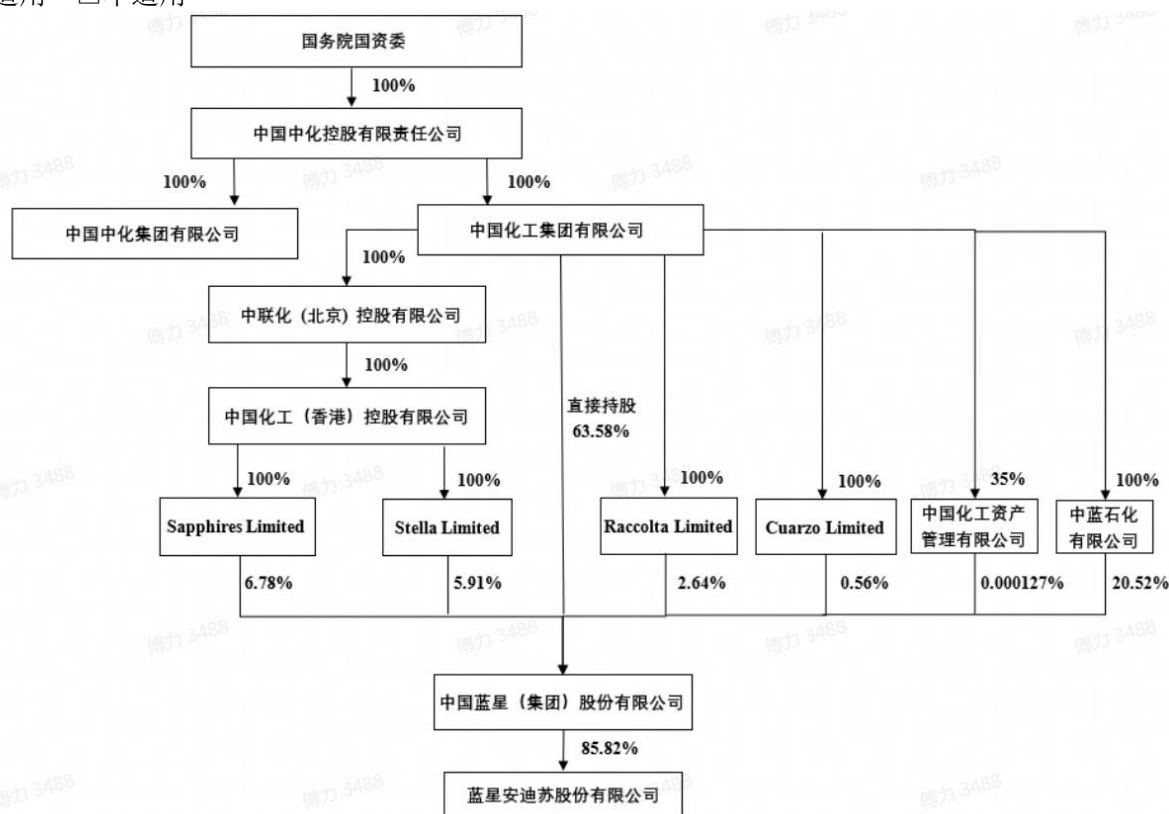 国务院国资委
100%
中国中化控股有限责任公司
100%
100%
中国中化集团有限公司
中国化工集团有限公司
100%
中联化（北京）控股有限公司
100%
中国化工（香港）控股有限公司
直接持股
63.58%
100%
100%
100%
100%
35%
100%
Sapphires Limited
Stella Limited
Raccolta Limited
Cuarzo Limited
中国化工资产
管理有限公司
中蓝石化
有限公司
6.78%
5.91%
2.64%
0.56%
0.000127%
20.52%
中国蓝星（集团）股份有限公司
85.82%
蓝星安迪苏股份有限公司
傅力 3488